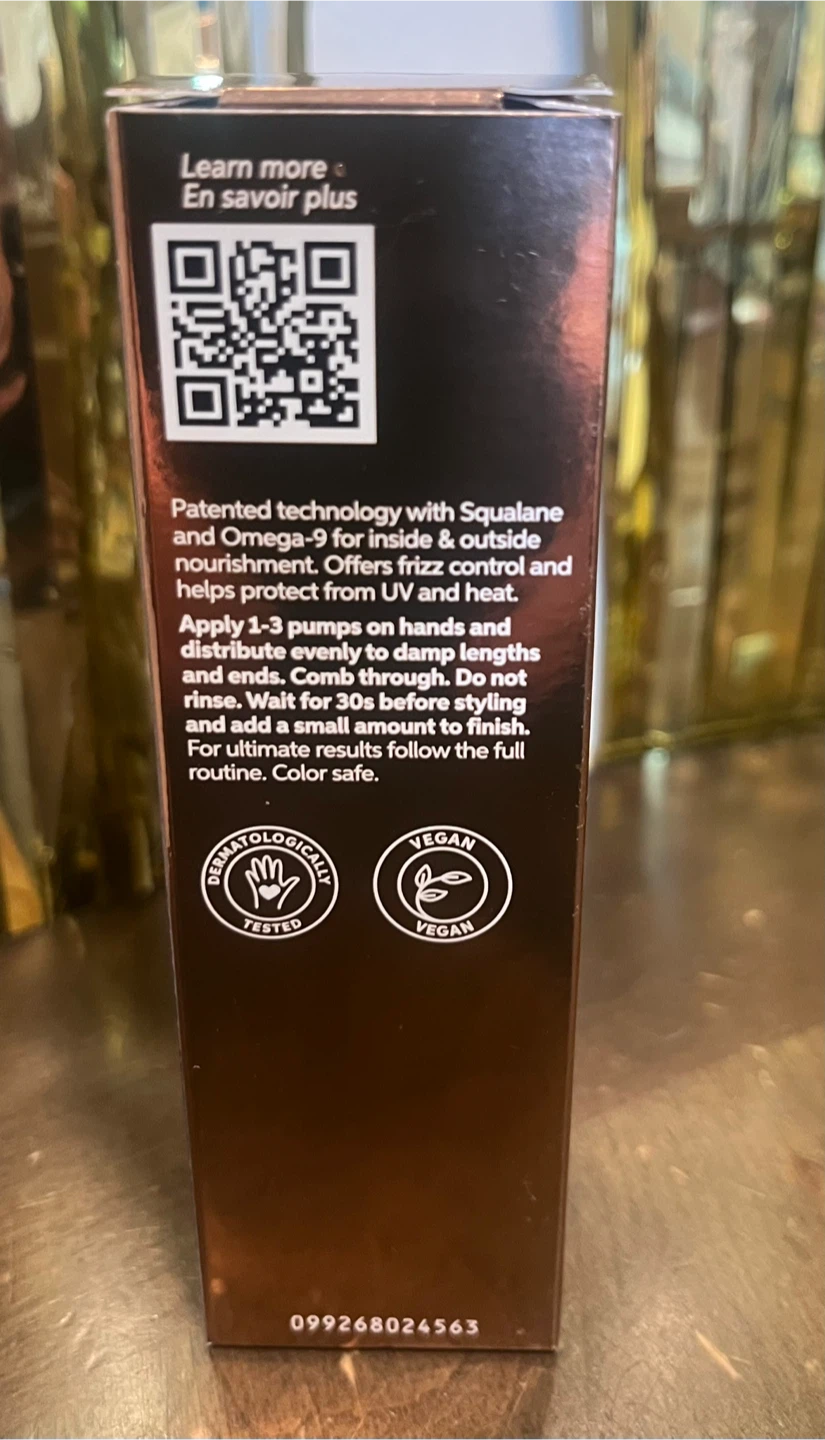 Learn more
En savoir plus
Patented technology with Squalane
and Omega-9 for inside & outside
nourishment. Offers frizz control and
helps protect from UV and heat.
Apply 1-3 pumps on hands and
distribute evenly to damp lengths
and ends. Comb through. Do not
rinse. Wait for 30s before styling
and add a small amount to finish.
For ultimate results follow the full
routine. Color safe.
DERMATOLOGICALLY
TESTED
VEGAN
VEGAN
099268024563